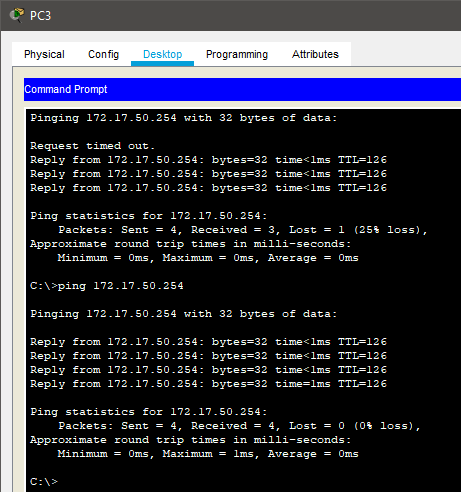 PC3
Physical Config Desktop Programming Attributes
Command Prompt
Pinging 172.17.50.254 with 32 bytes of data:
Request timed out.
Reply from 172.17.50.254: bytes=32 time<1ms TTL=126
Reply from 172.17.50.254: bytes=32 time<1ms TTL=126
Reply from 172.17.50.254: bytes=32 time<1ms TTL=126
Ping statistics for 172.17.50.254:
Packets: Sent = 4, Received = 3, Lost = 1 (25% loss),
Approximate round trip times in milli-seconds:
Minimum = 0ms, Maximum = 0ms, Average = 0ms
C:\>ping 172.17.50.254
Pinging 172.17.50.254 with 32 bytes of data:
Reply from 172.17.50.254: bytes=32 time<1ms TTL=126
Reply from 172.17.50.254: bytes=32 time<1ms TTL=126
Reply from 172.17.50.254: bytes=32 time<1ms TTL=126
Reply from 172.17.50.254: bytes=32 time=1ms TTL=126
Ping statistics for 172.17.50.254:
Packets: Sent = 4, Received = 4, Lost = 0 (0% loss),
Approximate round trip times in milli-seconds:
Minimum = 0ms, Maximum = 1ms, Average = 0ms
C:\>